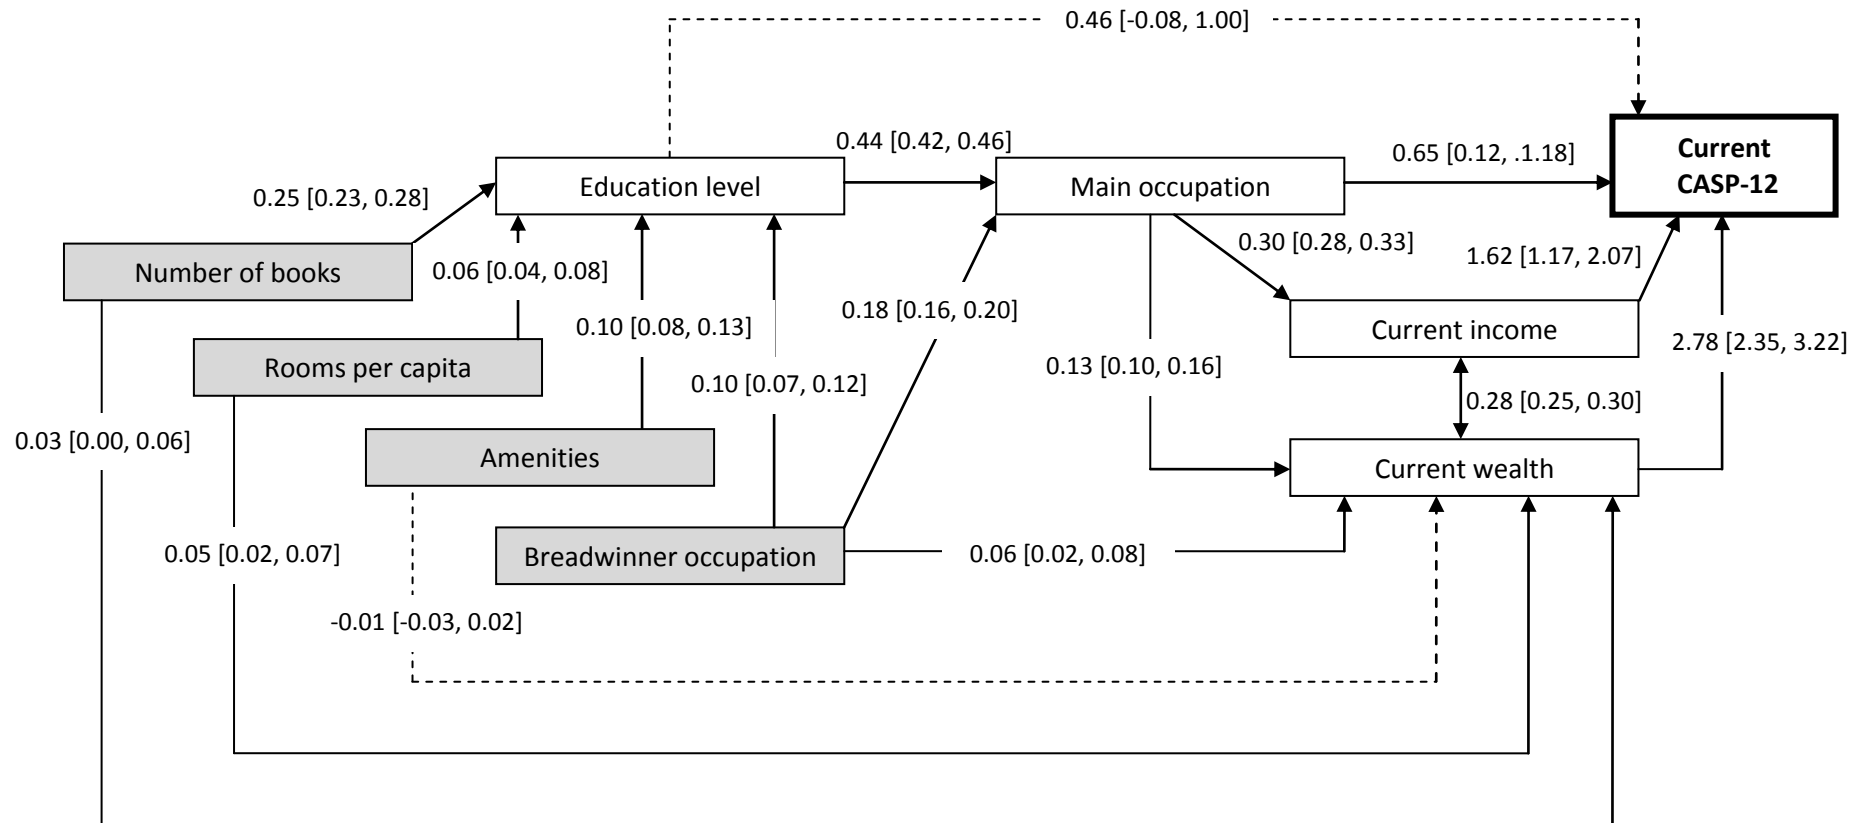 0.46 [-0.08, 1.00]
0.44 [0.42, 0.46]
0.65 [0.12, .1.18]
Current
CASP-12
Education level
Main occupation
0.25 [0.23, 0.28]
0.30 [0.28, 0.33]
1.62 [1.17, 2.07]
Number of books
0.06 [0.04, 0.08]
0.18 [0.16, 0.20]
0.10 [0.08, 0.13]
Current income
2.78 [2.35, 3.22]
Rooms per capita
0.13 [0.10, 0.16]
0.10 [0.07, 0.12]
0.28 [0.25, 0.30]
0.03 [0.00, 0.06]
Amenities
Current wealth
0.05 [0.02, 0.07]
Breadwinner occupation
0.06 [0.02, 0.08]
-0.01 [-0.03, 0.02]